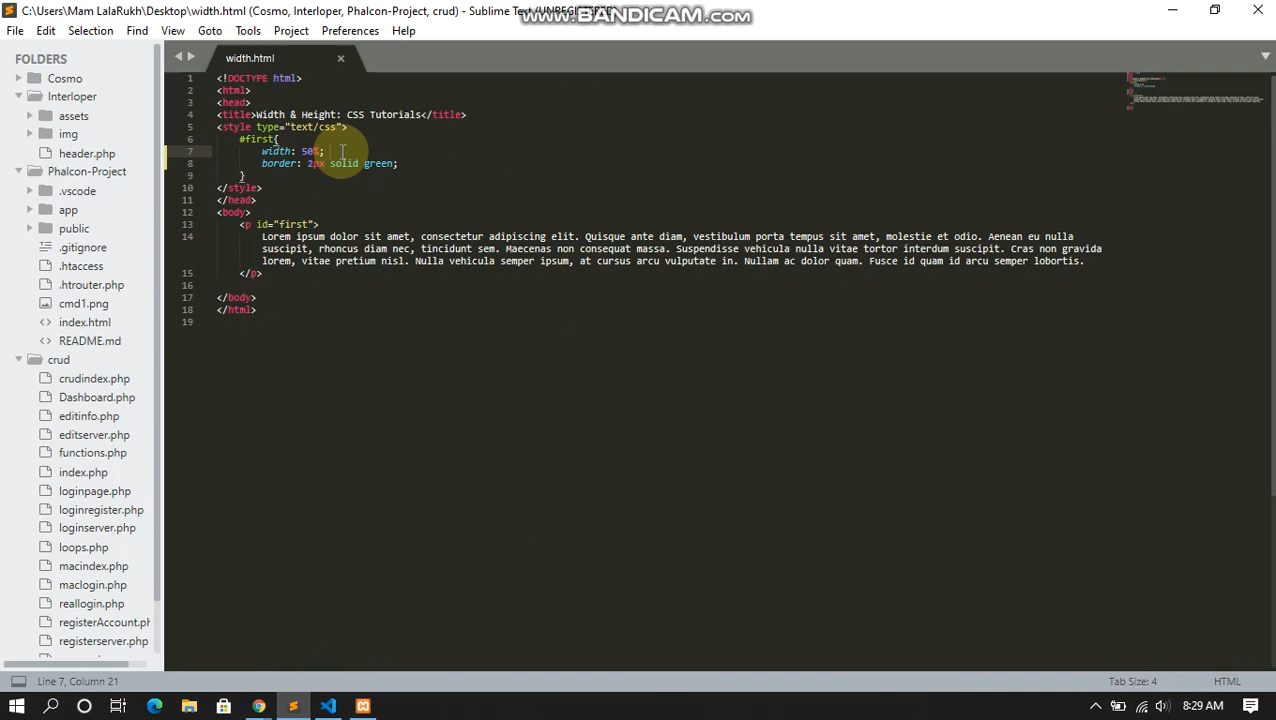 C:\Users\Mam LalaRukh\Desktop\width.html (Cosmo, Interloper, Phalcon-Project, crud) - Sublime Text (UNREGISTERED)
www.BANDICAM.com
File Edit Selection Find View Goto Tools Project Preferences Help
FOLDERS
Cosmo
Interloper
assets
img
header.php
Phalcon-Project
.vscode
app
public
.gitignore
.htaccess
.htrouter.php
cmd1.png
index.html
README.md
crud
crudindex.php
Dashboard.php
editinfo.php
editserver.php
functions.php
index.php
loginpage.php
loginregister.php
loginserver.php
loops.php
macindex.php
maclogin.php
reallogin.php
registerAccount.ph
registerserver.php
width.html
1 <!DOCTYPE html>
2 <html>
3 <head>
4 <title>Width & Height: CSS Tutorials</title>
5 <style type="text/css">
6 #first{
7 width: 50%;
8 border: 2px solid green;
9 }
10 </style>
11 </head>
12 <body>
13 <p id="first">
14 Lorem ipsum dolor sit amet, consectetur adipiscing elit. Quisque ante diam, vestibulum porta tempus sit amet, molestie et odio. Aenean eu nulla
suscipit, rhoncus diam nec, tincidunt sem. Maecenas non consequat massa. Suspendisse vehicula nulla vitae tortor interdum suscipit. Cras non gravida
lorem, vitae pretium nisl. Nulla vehicula semper ipsum, at cursus arcu vulputate in. Nullam ac dolor quam. Fusce id quam id arcu semper lobortis.
15 </p>
16
17 </body>
18 </html>
19
Line 7, Column 21
Tab Size: 4
HTML
8:29 AM